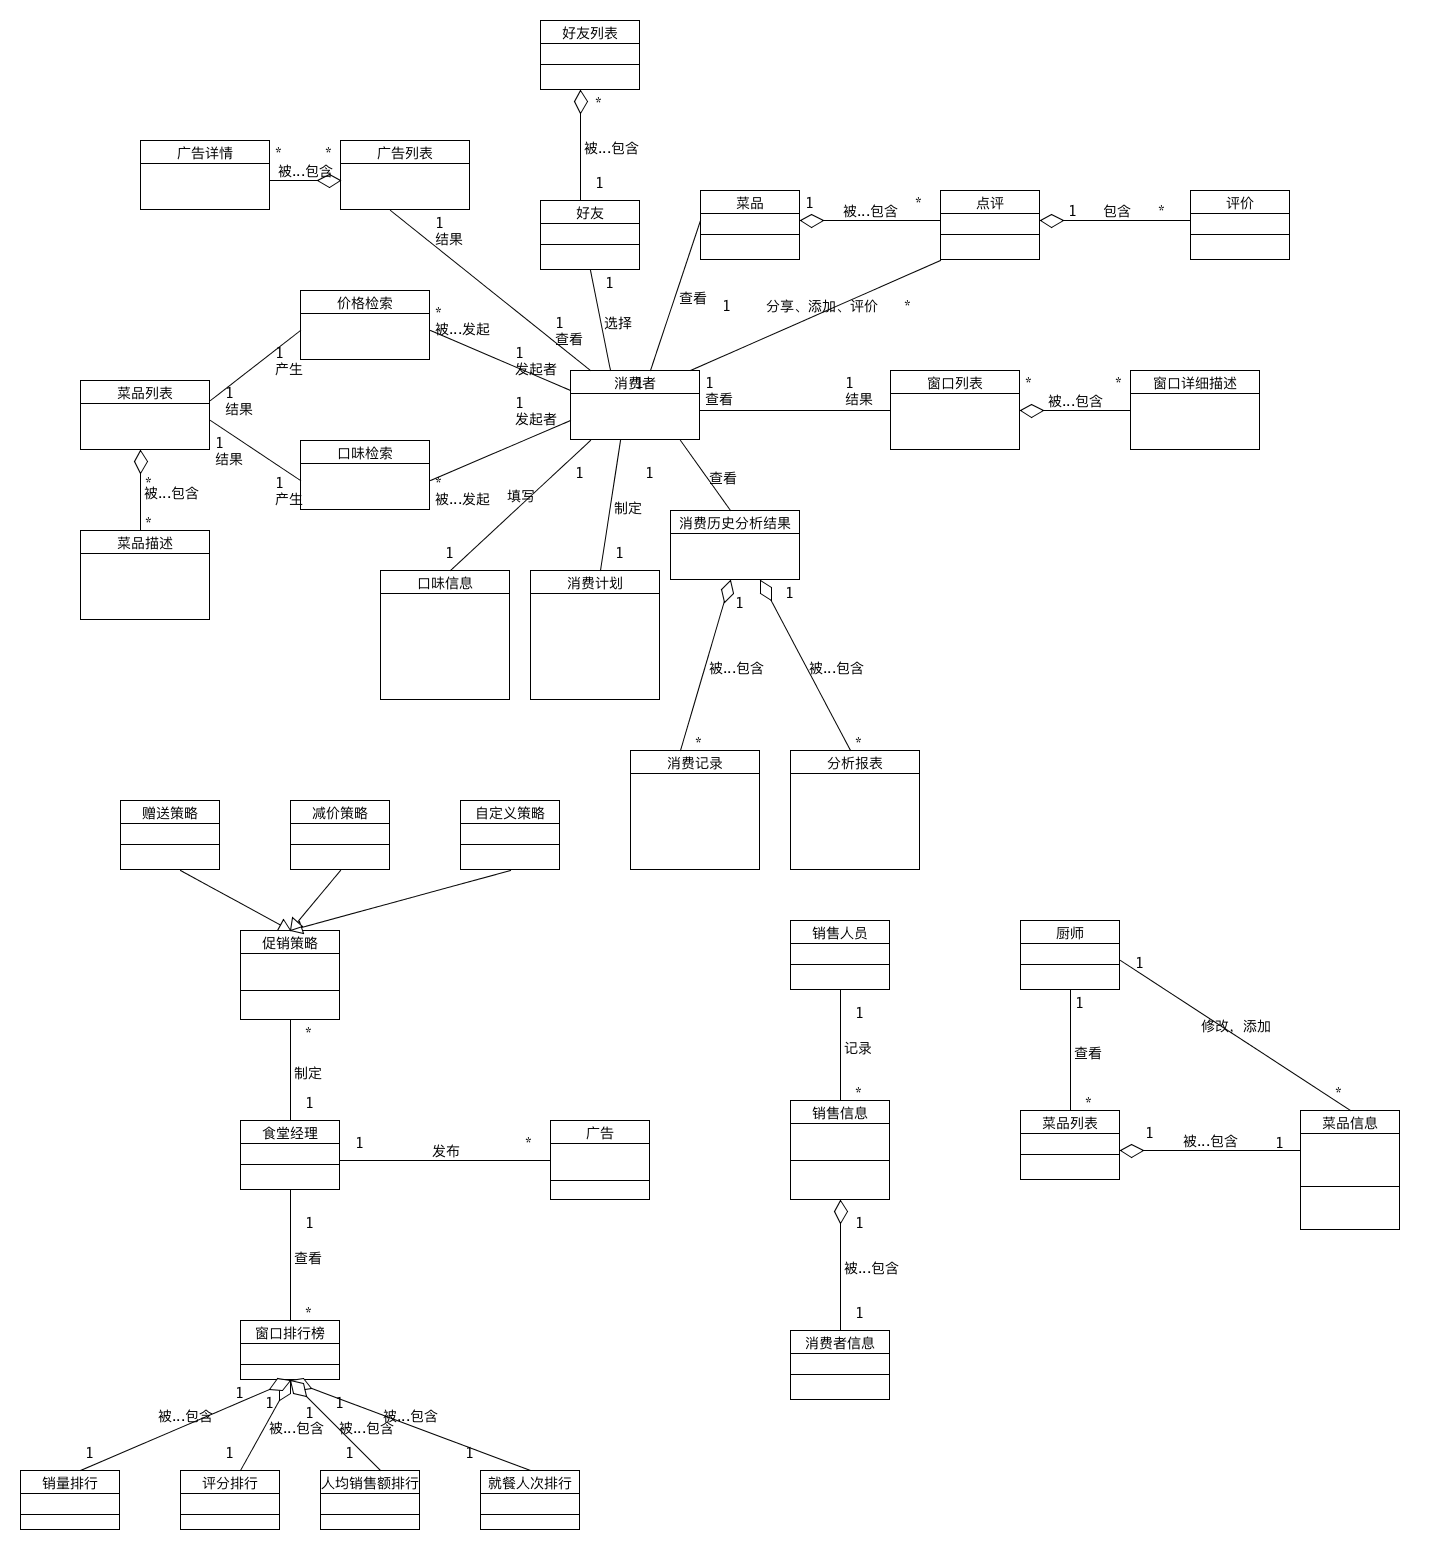 好友列表
*
被...包含
1
广告详情
*
*
被...包含
广告列表
好友
1
选择
1
结果
1
查看
菜品
1
被...包含
*
点评
1
包含
*
评价
查看
1
分享、添加、评价
*
价格检索
*
被...发起
1
发起者
1
产生
1
结果
菜品列表
消费者
1
1
查看
1
结果
窗口列表
*
*
被...包含
窗口详细描述
1
发起者
1
结果
1
产生
口味检索
*
被...发起
*
被...包含
*
菜品描述
1
填写
1
口味信息
1
制定
1
消费计划
查看
消费历史分析结果
1
1
被...包含
被...包含
*
*
消费记录
分析报表
赠送策略
减价策略
自定义策略
促销策略
*
制定
1
食堂经理
1
发布
*
广告
1
查看
*
窗口排行榜
1
1
1
1
被...包含
被...包含
被...包含
被...包含
1
1
1
1
销量排行
评分排行
人均销售额排行
就餐人次排行
销售人员
1
记录
*
销售信息
1
被...包含
1
消费者信息
厨师
1
1
修改、添加
查看
*
*
菜品列表
1
被...包含
1
菜品信息